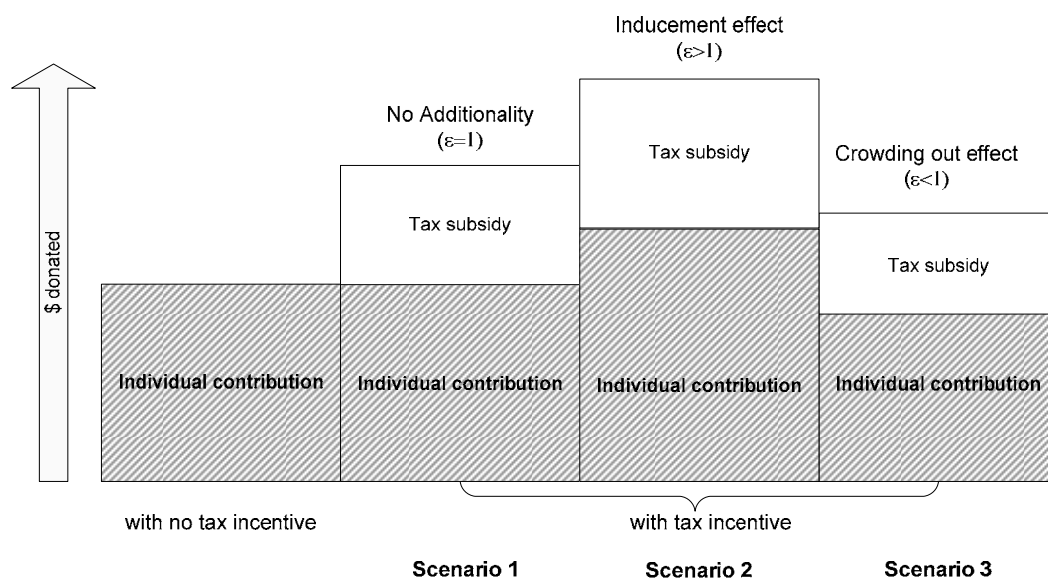 Inducement effect
(ε>1)
No Additionality
(ε=1)
Crowding out effect
(ε<1)
Tax subsidy
Tax subsidy
Tax subsidy
$ donated
Individual contribution
Individual contribution
Individual contribution
Individual contribution
with no tax incentive
with tax incentive
Scenario 1
Scenario 2
Scenario 3